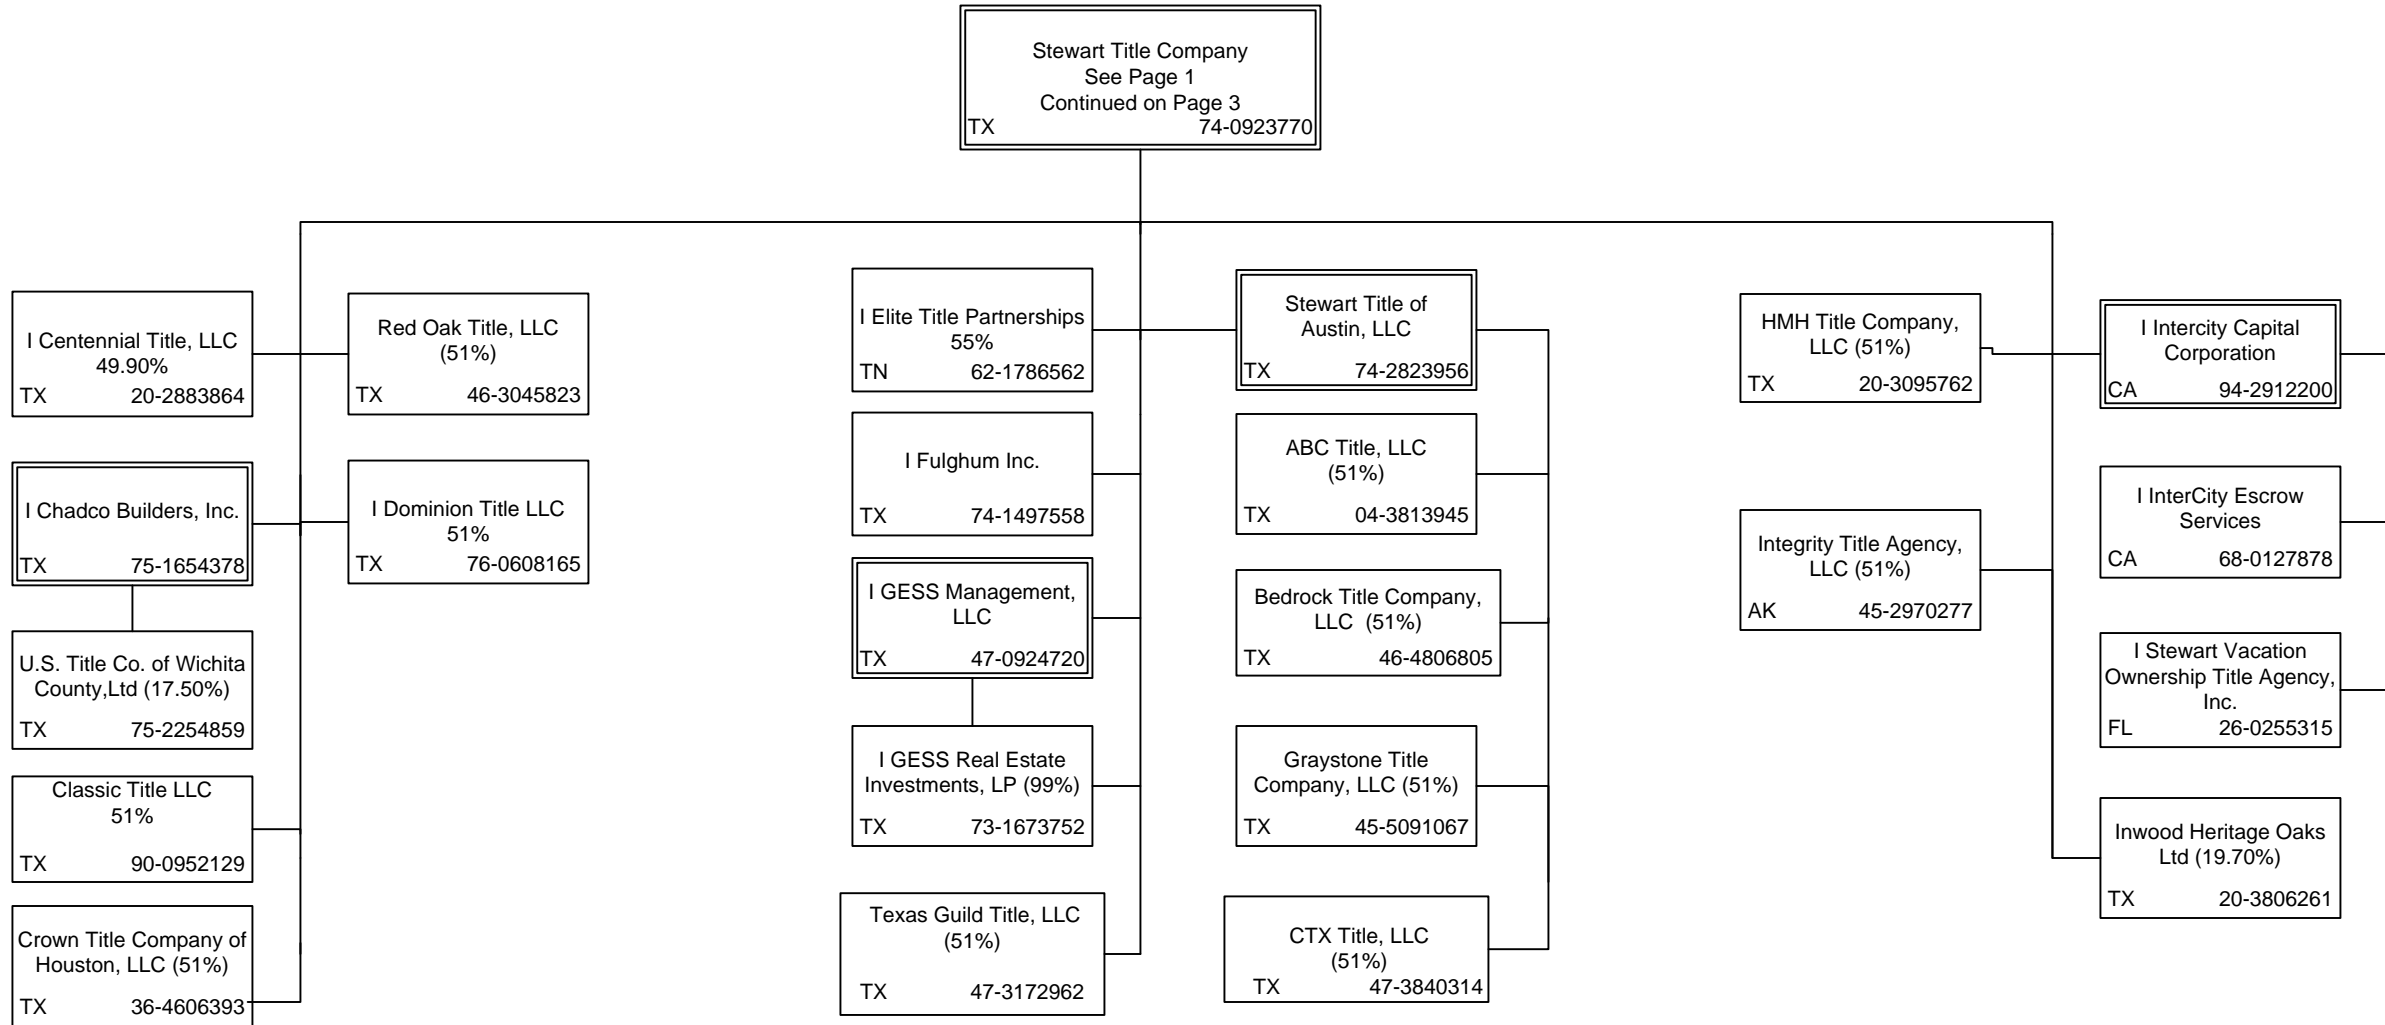 Stewart Title Company
See Page 1
Continued on Page 3
TX 74-0923770
I Centennial Title, LLC
49.90%
TX 20-2883864
Red Oak Title, LLC
(51%)
TX 46-3045823
I Chadco Builders, Inc.
TX 75-1654378
I Dominion Title LLC
51%
TX 76-0608165
U.S. Title Co. of Wichita
County,Ltd (17.50%)
TX 75-2254859
Classic Title LLC
51%
TX 90-0952129
Crown Title Company of
Houston, LLC (51%)
TX 36-4606393
I Elite Title Partnerships
55%
TN 62-1786562
I Fulghum Inc.
TX 74-1497558
I GESS Management,
LLC
TX 47-0924720
I GESS Real Estate
Investments, LP (99%)
TX 73-1673752
Texas Guild Title, LLC
(51%)
TX 47-3172962
Stewart Title of
Austin, LLC
TX 74-2823956
ABC Title, LLC
(51%)
TX 04-3813945
Bedrock Title Company,
LLC (51%)
TX 46-4806805
Graystone Title
Company, LLC (51%)
TX 45-5091067
CTX Title, LLC
(51%)
TX 47-3840314
HMH Title Company,
LLC (51%)
TX 20-3095762
Integrity Title Agency,
LLC (51%)
AK 45-2970277
I Intercity Capital
Corporation
CA 94-2912200
I InterCity Escrow
Services
CA 68-0127878
I Stewart Vacation
Ownership Title Agency,
Inc.
FL 26-0255315
Inwood Heritage Oaks
Ltd (19.70%)
TX 20-3806261